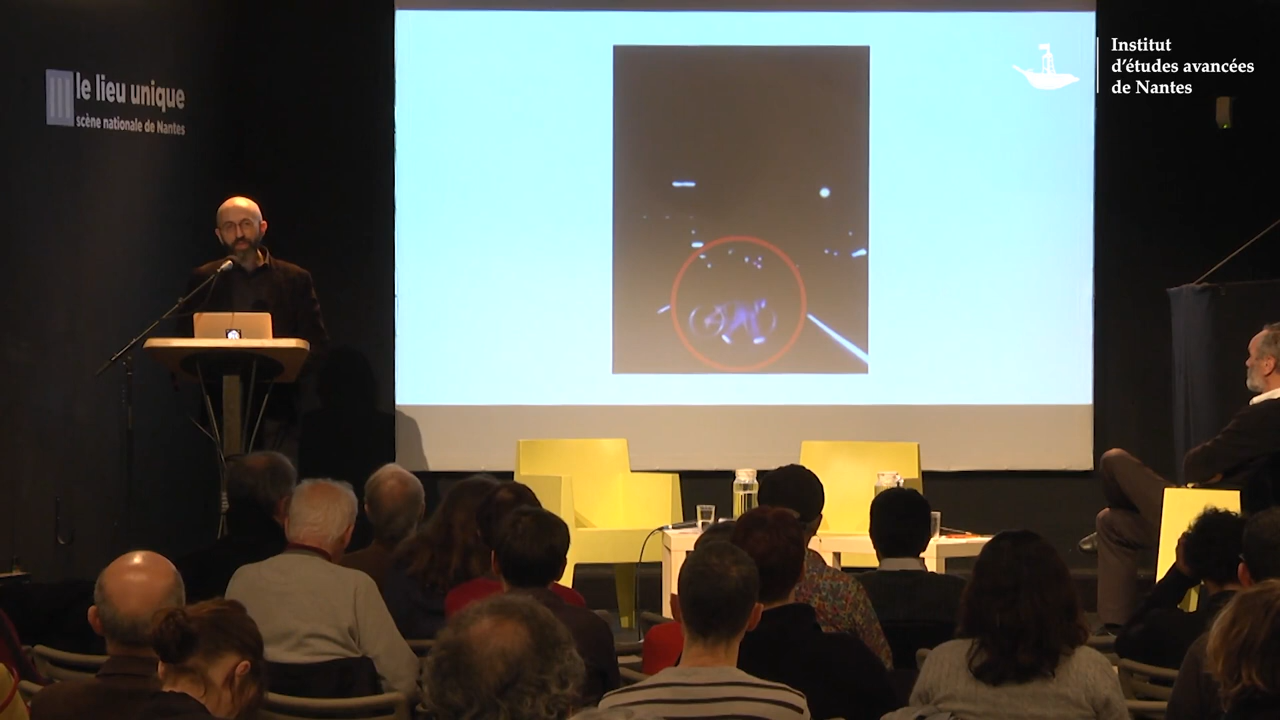 le lieu unique
scène nationale de Nantes
Institut
d'études avancées
de Nantes